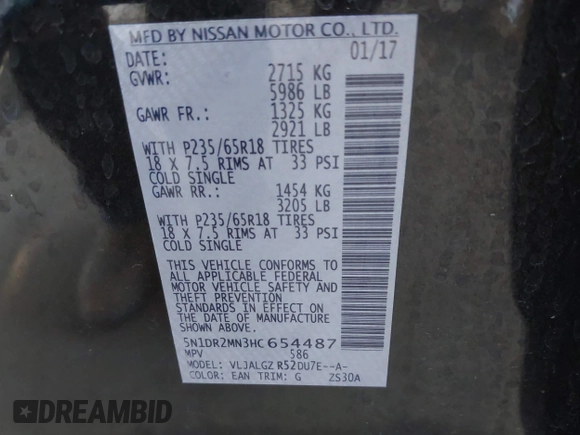 MFD BY NISSAN MOTOR CO., LTD.
DATE: 01/17
GVWR: 2715 KG
5986 LB
GAWR FR.: 1325 KG
2921 LB
WITH P235/65R18 TIRES
18 X 7.5 RIMS AT 33 PSI
COLD SINGLE
GAWR RR.: 1454 KG
3205 LB
WITH P235/65R18 TIRES
18 X 7.5 RIMS AT 33 PSI
COLD SINGLE
THIS VEHICLE CONFORMS TO
ALL APPLICABLE FEDERAL
MOTOR VEHICLE SAFETY AND
THEFT PREVENTION
STANDARDS IN EFFECT ON
THE DATE OF MANUFACTURE
SHOWN ABOVE.
5N1DR2MN3HC 654487
MPV 586
MODEL: VLJALGZ R52DU7E--A-
COLOR: EAN TRIM: G ZS30A
DREAMBID